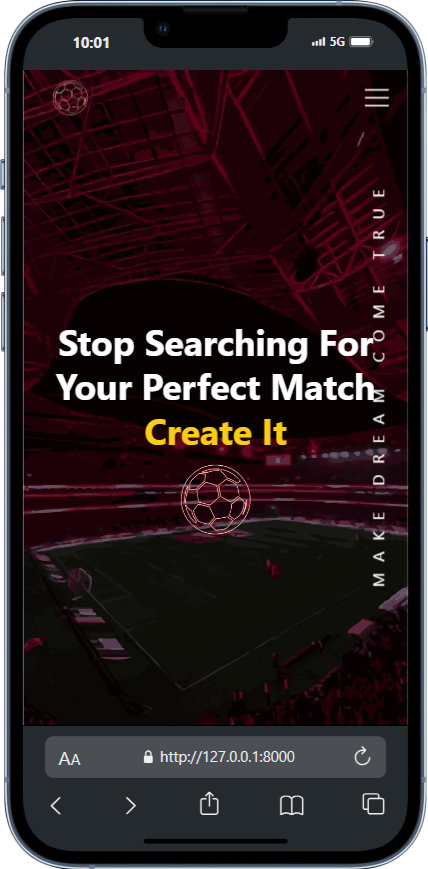 10:01
5G
Stop Searching For
Your Perfect Match
Create It
MAKE DREAM COME TRUE
AA
http://127.0.0.1:8000